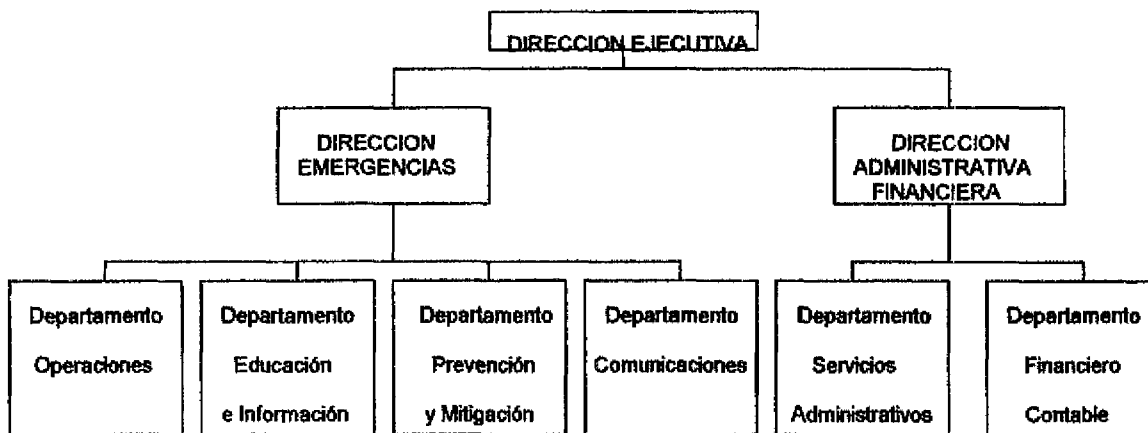 DIRECCION EJECUTIVA
DIRECCION
EMERGENCIAS
DIRECCION
ADMINISTRATIVA
FINANCIERA
Departamento
Operaciones
Departamento
Educación
e Información
Departamento
Prevención
y Mitigación
Departamento
Comunicaciones
Departamento
Servicios
Administrativos
Departamento
Financiero
Contable